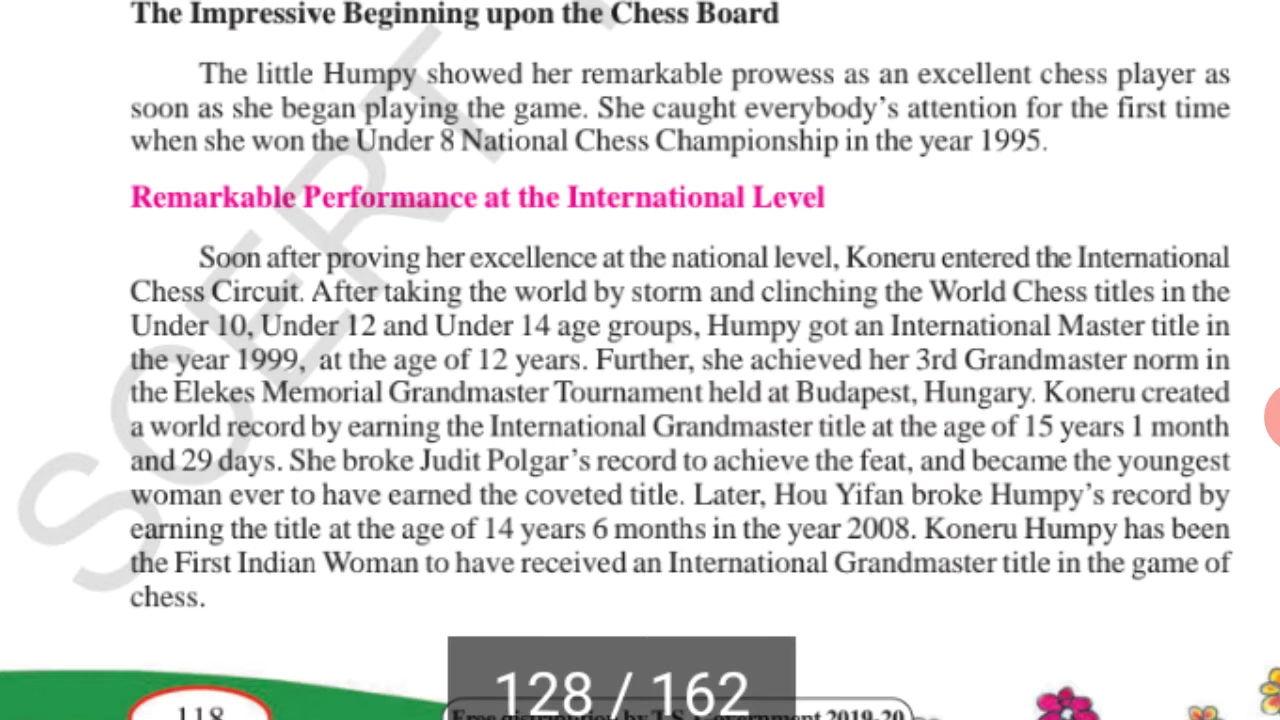 The Impressive Beginning upon the Chess Board
The little Humpy showed her remarkable prowess as an excellent chess player as
soon as she began playing the game. She caught everybody's attention for the first time
when she won the Under 8 National Chess Championship in the year 1995.
Remarkable Performance at the International Level
Soon after proving her excellence at the national level, Koneru entered the International
Chess Circuit. After taking the world by storm and clinching the World Chess titles in the
Under 10, Under 12 and Under 14 age groups, Humpy got an International Master title in
the year 1999, at the age of 12 years. Further, she achieved her 3rd Grandmaster norm in
the Elekes Memorial Grandmaster Tournament held at Budapest, Hungary. Koneru created
a world record by earning the International Grandmaster title at the age of 15 years 1 month
and 29 days. She broke Judit Polgar's record to achieve the feat, and became the youngest
woman ever to have earned the coveted title. Later, Hou Yifan broke Humpy's record by
earning the title at the age of 14 years 6 months in the year 2008. Koneru Humpy has been
the First Indian Woman to have received an International Grandmaster title in the game of
chess.
SCERT
128 / 162
118
Free distribution by T.S. Government 2019-20